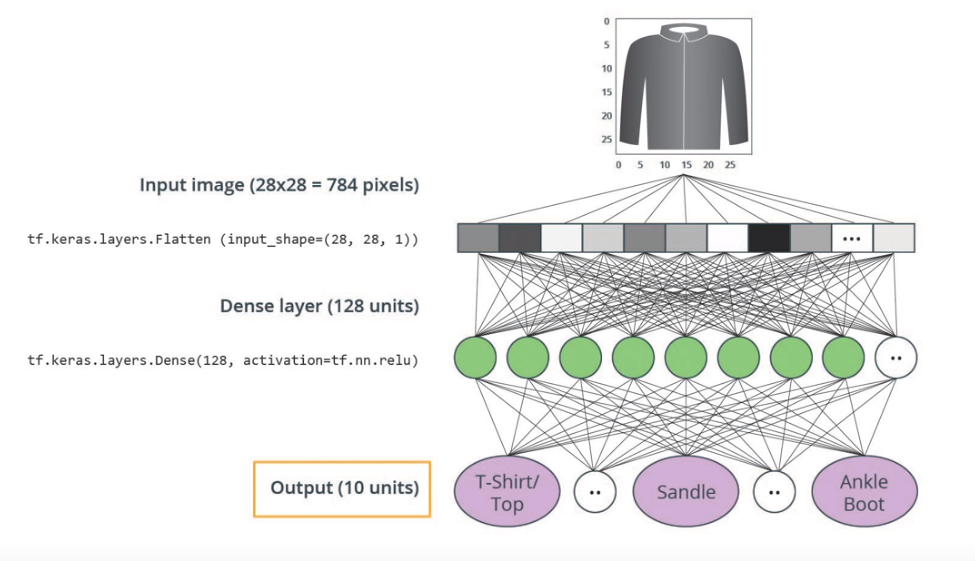 0
5
10
15
20
25
0 5 10 15 20 25
Input image (28x28 = 784 pixels)
tf.keras.layers.Flatten (input_shape=(28, 28, 1))
...
Dense layer (128 units)
tf.keras.layers.Dense(128, activation=tf.nn.relu)
..
Output (10 units)
T-Shirt/
Top
..
Sandle
..
Ankle
Boot